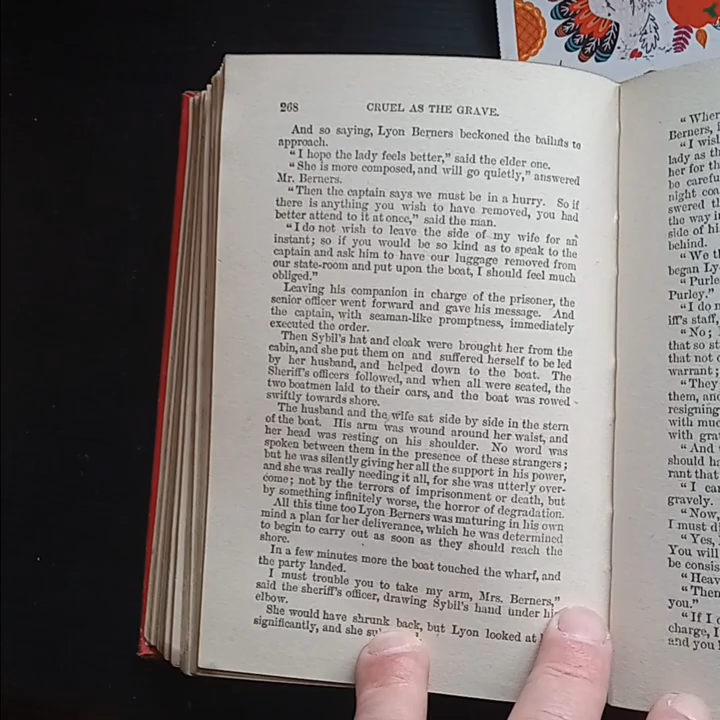 268
CRUEL AS THE GRAVE.
And so saying, Lyon Berners beckoned the bailiffs to
approach.
"I hope the lady feels better," said the elder one.
"She is more composed, and will go quietly," answered
Mr. Berners.
"Then the captain says we must be in a hurry. So if
there is anything you wish to have removed, you had
better attend to it at once," said the man.
"I do not wish to leave the side of my wife for an
instant; so if you would be so kind as to speak to the
captain and ask him to have our luggage removed from
our state-room and put upon the boat, I should feel much
obliged."
Leaving his companion in charge of the prisoner, the
senior officer went forward and gave his message. And
the captain, with seaman-like promptness, immediately
executed the order.
Then Sybil's hat and cloak were brought her from the
cabin, and she put them on and suffered herself to be led
by her husband, and helped down to the boat. The
Sheriff's officers followed, and when all were seated, the
two boatmen laid to their oars, and the boat was rowed
swiftly towards shore.
The husband and the wife sat side by side in the stern
of the boat. His arm was wound around her waist, and
her head was resting on his shoulder. No word was
spoken between them in the presence of these strangers;
but he was silently giving her all the support in his power,
and she was really needing it all, for she was utterly over-
come; not by the terrors of imprisonment or death, but
by something infinitely worse, the horror of degradation.
All this time too Lyon Berners was maturing in his own
mind a plan for her deliverance, which he was determined
to begin to carry out as soon as they should reach the
shore.
In a few minutes more the boat touched the wharf, and
the party landed.
I must trouble you to take my arm, Mrs. Berners,"
said the sheriff's officer, drawing Sybil's hand under
elbow.
She would have shrunk back, but Lyon looked at
significantly, and she
Berners,
"I wish
lady as th
her for th
be careful
night
swered th
the way i
side of hi
behind.
"We th
began Ly
"Purle
Purley."
"I do n
iff's staff,
"No;
that so st
that not
warrant;
"They
them, and
resigning
with muc
with gra
"And
should ha
rant that
"I can
gravely.
"Now,
I must di
"Yes,
You will
be consis
"Heav
"Then
you."
"If I
charge, I
and you